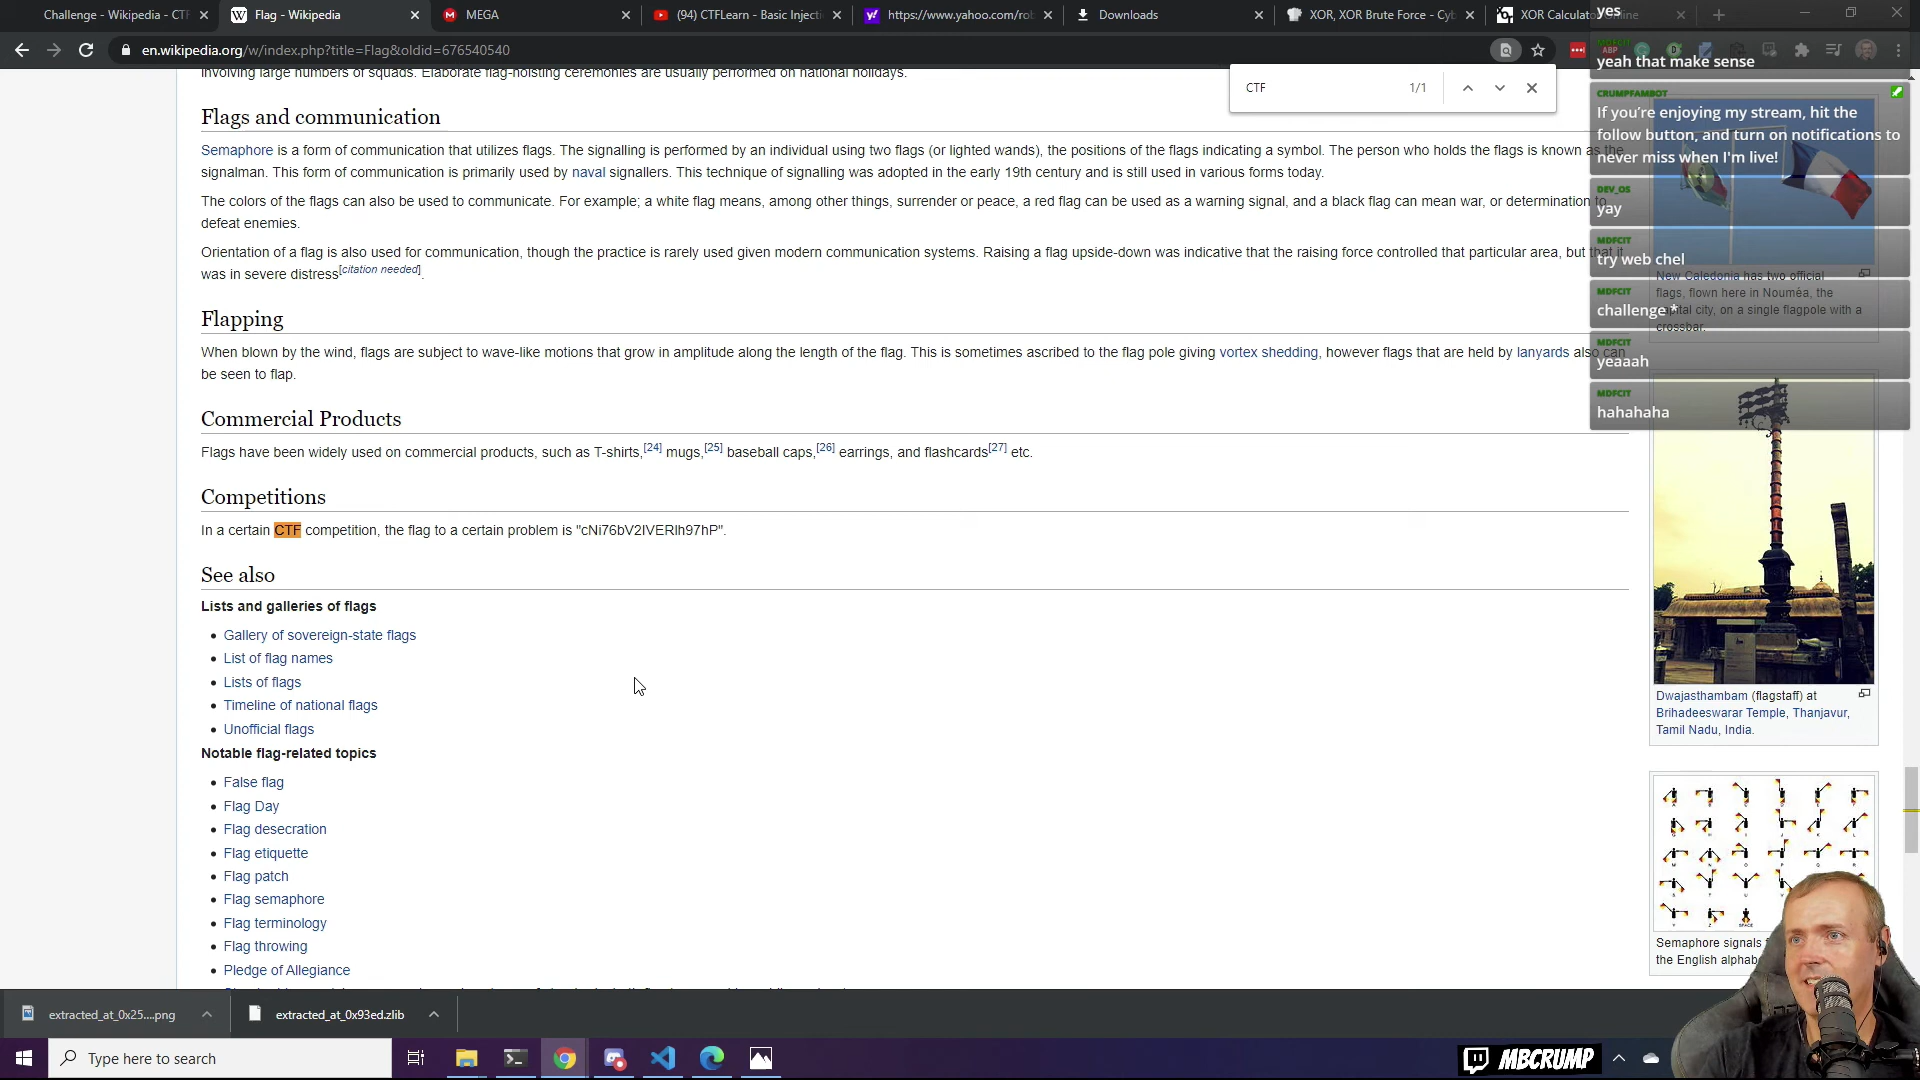 Challenge - Wikipedia - CTF
Flag - Wikipedia
MEGA
(94) CTFLearn - Basic Injecti
https://www.yahoo.com/rob
Downloads
XOR, XOR Brute Force - Cyb
XOR Calculator Online
en.wikipedia.org/w/index.php?title=Flag&oldid=676540540
CTF
1/1
involving large numbers of squads. Elaborate flag-hoisting ceremonies are usually performed on national holidays.
Flags and communication
Semaphore is a form of communication that utilizes flags. The signalling is performed by an individual using two flags (or lighted wands), the positions of the flags indicating a symbol. The person who holds the flags is known as the
signalman. This form of communication is primarily used by naval signallers. This technique of signalling was adopted in the early 19th century and is still used in various forms today.
The colors of the flags can also be used to communicate. For example; a white flag means, among other things, surrender or peace, a red flag can be used as a warning signal, and a black flag can mean war, or determination to
defeat enemies.
Orientation of a flag is also used for communication, though the practice is rarely used given modern communication systems. Raising a flag upside-down was indicative that the raising force controlled that particular area, but that it
was in severe distress[citation needed].
Flapping
When blown by the wind, flags are subject to wave-like motions that grow in amplitude along the length of the flag. This is sometimes ascribed to the flag pole giving vortex shedding, however flags that are held by lanyards also can
be seen to flap.
Commercial Products
Flags have been widely used on commercial products, such as T-shirts,[24] mugs,[25] baseball caps,[26] earrings, and flashcards[27] etc.
Competitions
In a certain CTF competition, the flag to a certain problem is "cNi76bV2IVERlh97hP".
See also
Lists and galleries of flags
Gallery of sovereign-state flags
List of flag names
Lists of flags
Timeline of national flags
Unofficial flags
Notable flag-related topics
False flag
Flag Day
Flag desecration
Flag etiquette
Flag patch
Flag semaphore
Flag terminology
Flag throwing
Pledge of Allegiance
yes
MDFCIT
yeah that make sense
CRUMPFAMBOT
If you're enjoying my stream, hit the
follow button, and turn on notifications to
never miss when I'm live!
DEV_OS
yay
MDFCIT
try web chel
MDFCIT
challenge *
MDFCIT
yeaaah
MDFCIT
hahahaha
New Caledonia has two official
flags, flown here in Nouméa, the
capital city, on a single flagpole with a
crossbar.
Dwajasthambam (flagstaff) at
Brihadeeswarar Temple, Thanjavur,
Tamil Nadu, India.
Semaphore signals
the English alphabe
extracted_at_0x25....png
extracted_at_0x93ed.zlib
Type here to search
MBCRUMP